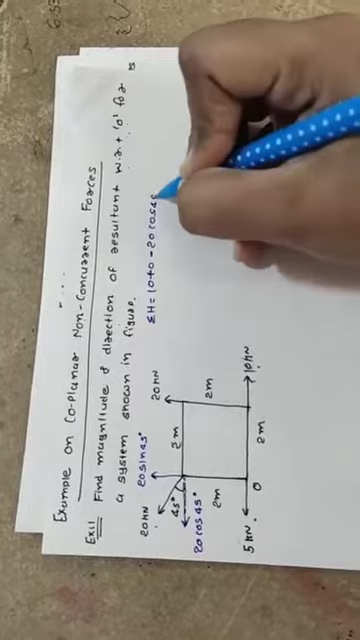 Example on Co-Planar Non-Concurrent Forces
Ex:1 Find magnitude & direction of resultant w.r.t 'O' for
a system shown in figure.
ΣH = 10+0-20cos45
20KN
20sin45°
20KN
45°
20cos45°
2m
2m
2m
2m
5KN.
O
10KN